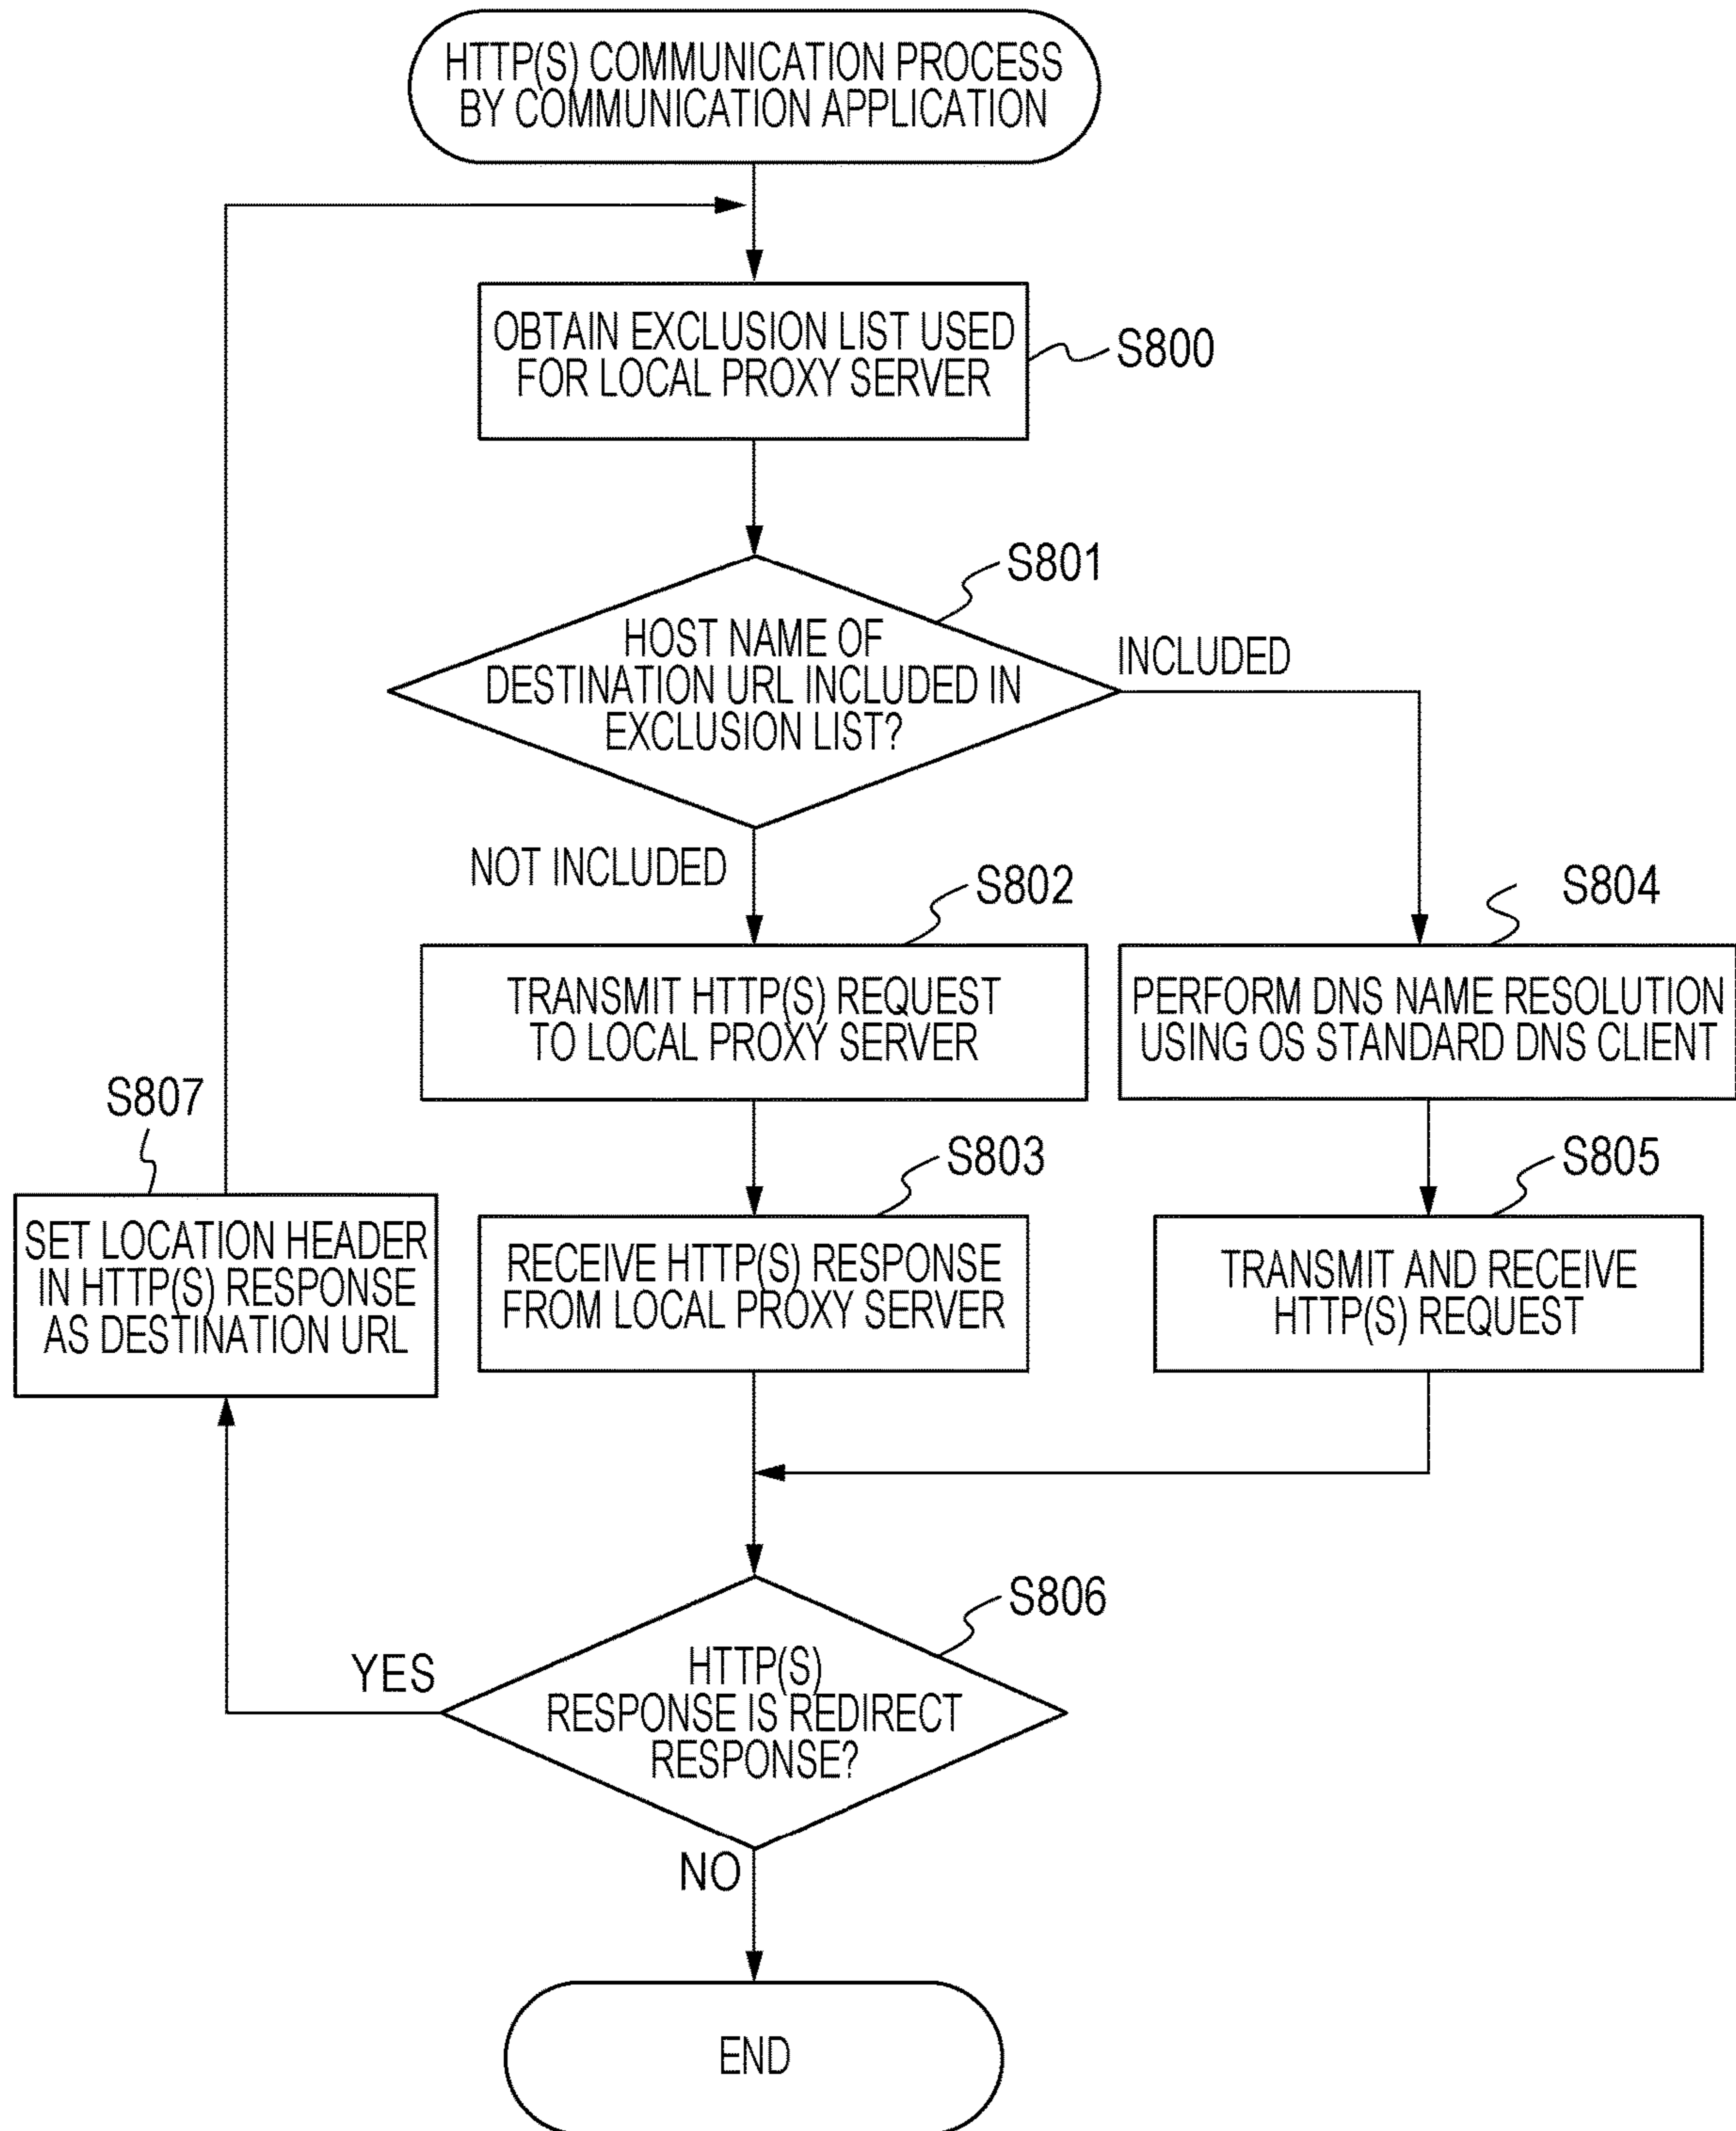 HTTP(S) COMMUNICATION PROCESS
BY COMMUNICATION APPLICATION
OBTAIN EXCLUSION LIST USED
FOR LOCAL PROXY SERVER
S800
S801
HOST NAME OF
DESTINATION URL INCLUDED IN
EXCLUSION LIST?
INCLUDED
NOT INCLUDED
S802
TRANSMIT HTTP(S) REQUEST
TO LOCAL PROXY SERVER
S804
PERFORM DNS NAME RESOLUTION
USING OS STANDARD DNS CLIENT
S807
SET LOCATION HEADER
IN HTTP(S) RESPONSE
AS DESTINATION URL
S803
RECEIVE HTTP(S) RESPONSE
FROM LOCAL PROXY SERVER
S805
TRANSMIT AND RECEIVE
HTTP(S) REQUEST
S806
HTTP(S)
RESPONSE IS REDIRECT
RESPONSE?
YES
NO
END